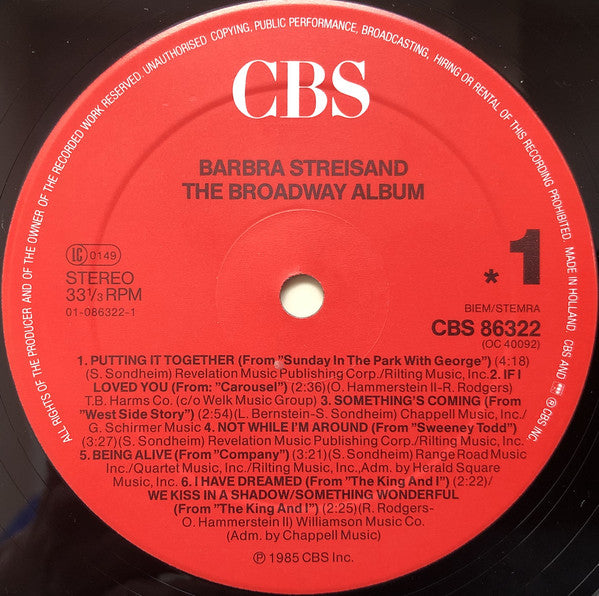 ALL RIGHTS OF THE PRODUCER AND OF THE OWNER OF THE RECORDED WORK RESERVED. UNAUTHORISED COPYING, PUBLIC PERFORMANCE, BROADCASTING, HIRING OR RENTAL OF THIS RECORDING PROHIBITED. MADE IN HOLLAND. CBS AND ® CBS INC.
CBS
BARBRA STREISAND
THE BROADWAY ALBUM
LC 0149
STEREO
33⅓ RPM
01-086322-1
* 1
BIEM/STEMRA
CBS 86322
(OC 40092)
1. PUTTING IT TOGETHER (From "Sunday In The Park With George") (4:18)
(S. Sondheim) Revelation Music Publishing Corp./Rilting Music, Inc. 2. IF I
LOVED YOU (From: "Carousel") (2:36) (O. Hammerstein II-R. Rodgers)
T.B. Harms Co. (c/o Welk Music Group) 3. SOMETHING'S COMING (From
"West Side Story") (2:54) (L. Bernstein-S. Sondheim) Chappell Music, Inc./
G. Schirmer Music 4. NOT WHILE I'M AROUND (From "Sweeney Todd")
(3:27) (S. Sondheim) Revelation Music Publishing Corp./Rilting Music, Inc.
5. BEING ALIVE (From "Company") (3:21) (S. Sondheim) Range Road Music
Inc./Quartet Music, Inc./Rilting Music, Inc., Adm. by Herald Square
Music, Inc. 6. I HAVE DREAMED (From "The King And I") (2:22)/
WE KISS IN A SHADOW/SOMETHING WONDERFUL
(From "The King And I") (2:25) (R. Rodgers-
O. Hammerstein II) Williamson Music Co.
(Adm. by Chappell Music)
℗ 1985 CBS Inc.